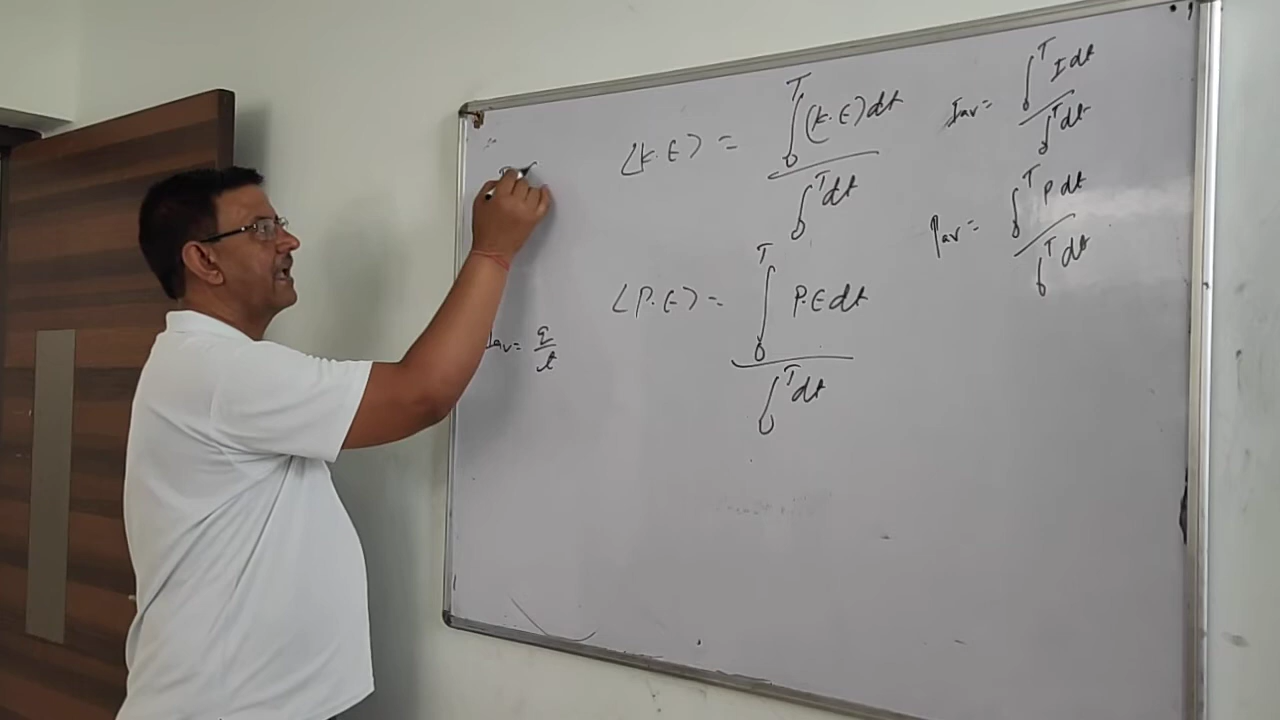 ⟨K.E⟩ = ∫₀ᵀ (K.E)dt / ∫₀ᵀ dt
⟨P.E⟩ = ∫₀ᵀ P.E dt / ∫₀ᵀ dt
Iav = q/t
Iav = ∫₀ᵀ I dt / ∫₀ᵀ dt
Pav = ∫₀ᵀ P dt / ∫₀ᵀ dt